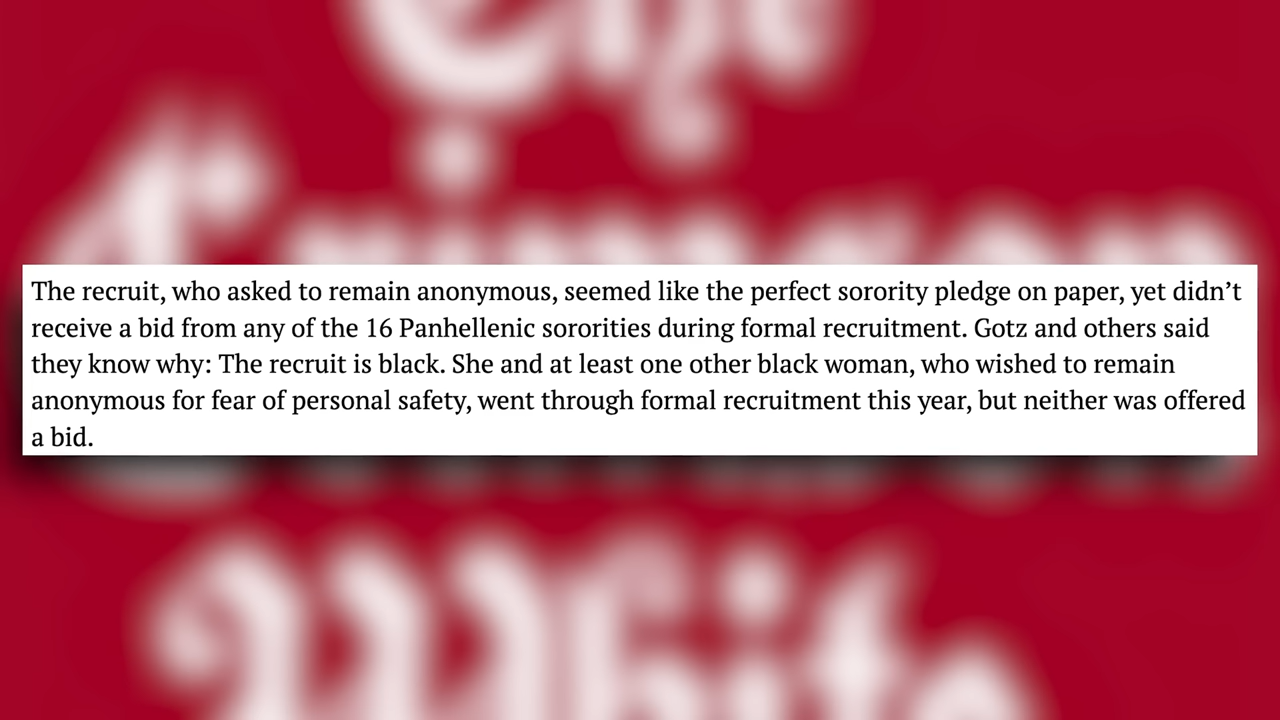 The
Crimson
The recruit, who asked to remain anonymous, seemed like the perfect sorority pledge on paper, yet didn’t
receive a bid from any of the 16 Panhellenic sororities during formal recruitment. Gotz and others said
they know why: The recruit is black. She and at least one other black woman, who wished to remain
anonymous for fear of personal safety, went through formal recruitment this year, but neither was offered
a bid.
White